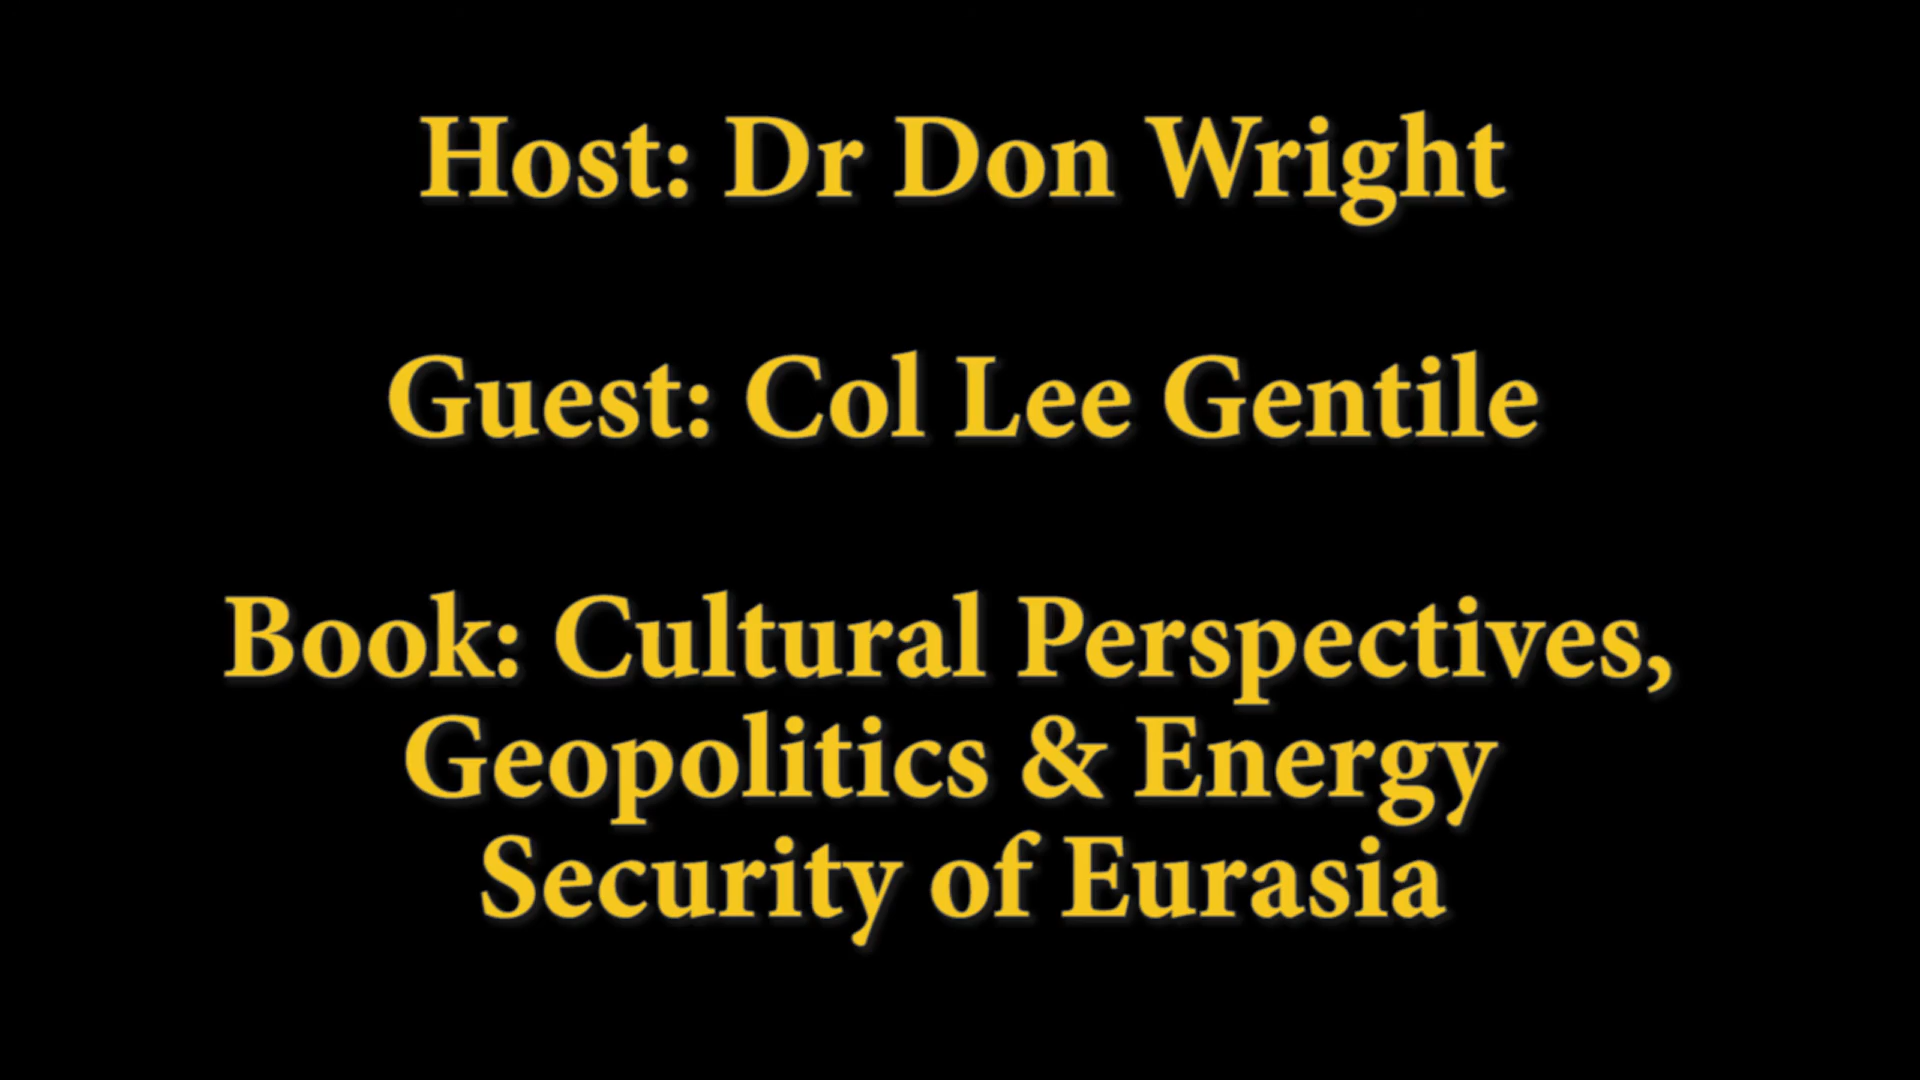 Host: Dr Don Wright
Guest: Col Lee Gentile
Book: Cultural Perspectives,
Geopolitics & Energy
Security of Eurasia